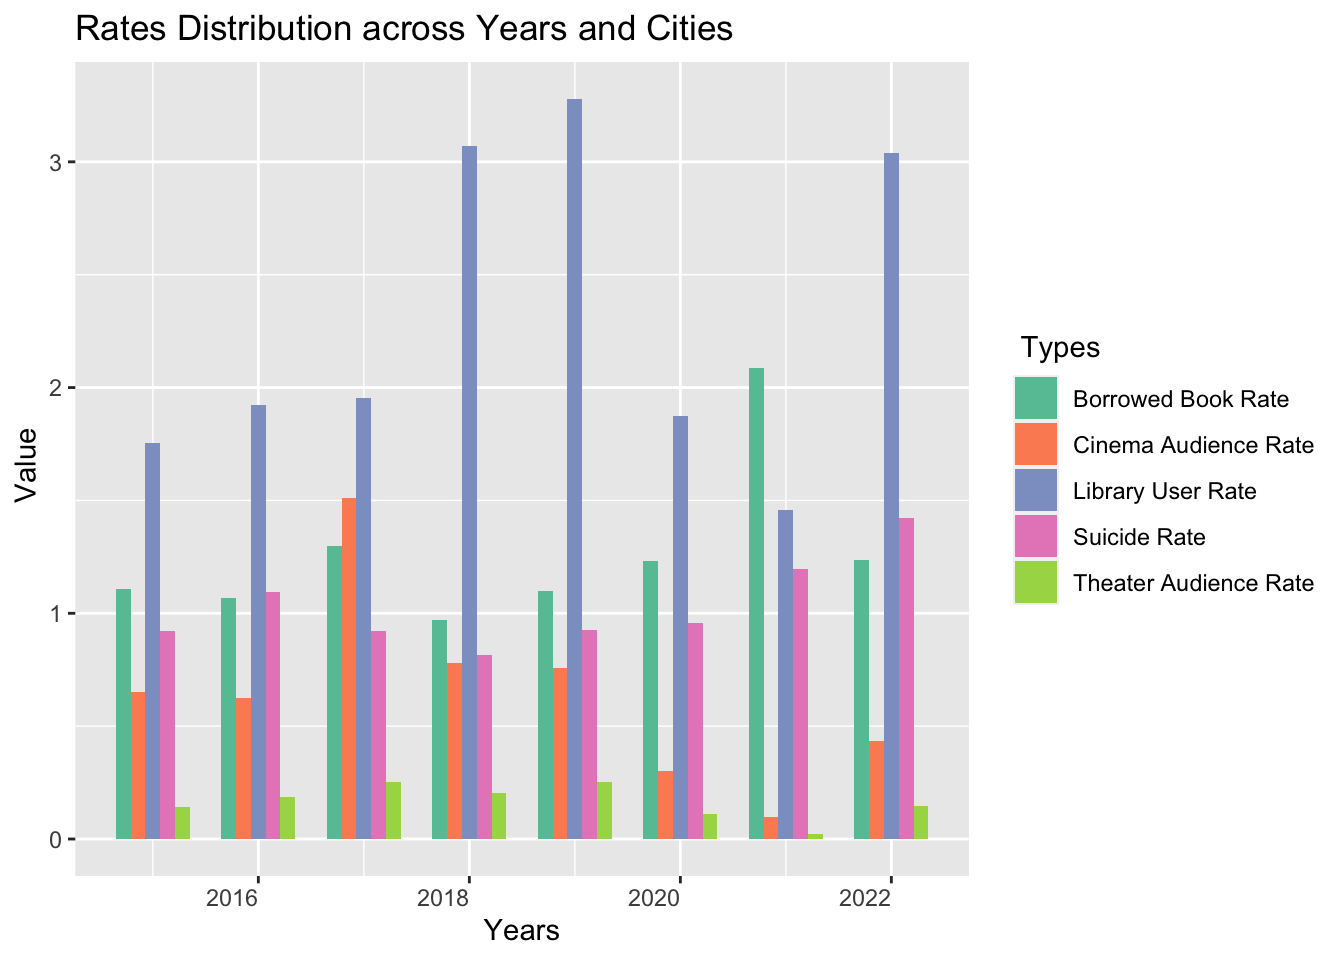 Rates Distribution across Years and Cities
3
2
1
0
Value
2016 2018 2020 2022
Years
Types
Borrowed Book Rate
Cinema Audience Rate
Library User Rate
Suicide Rate
Theater Audience Rate